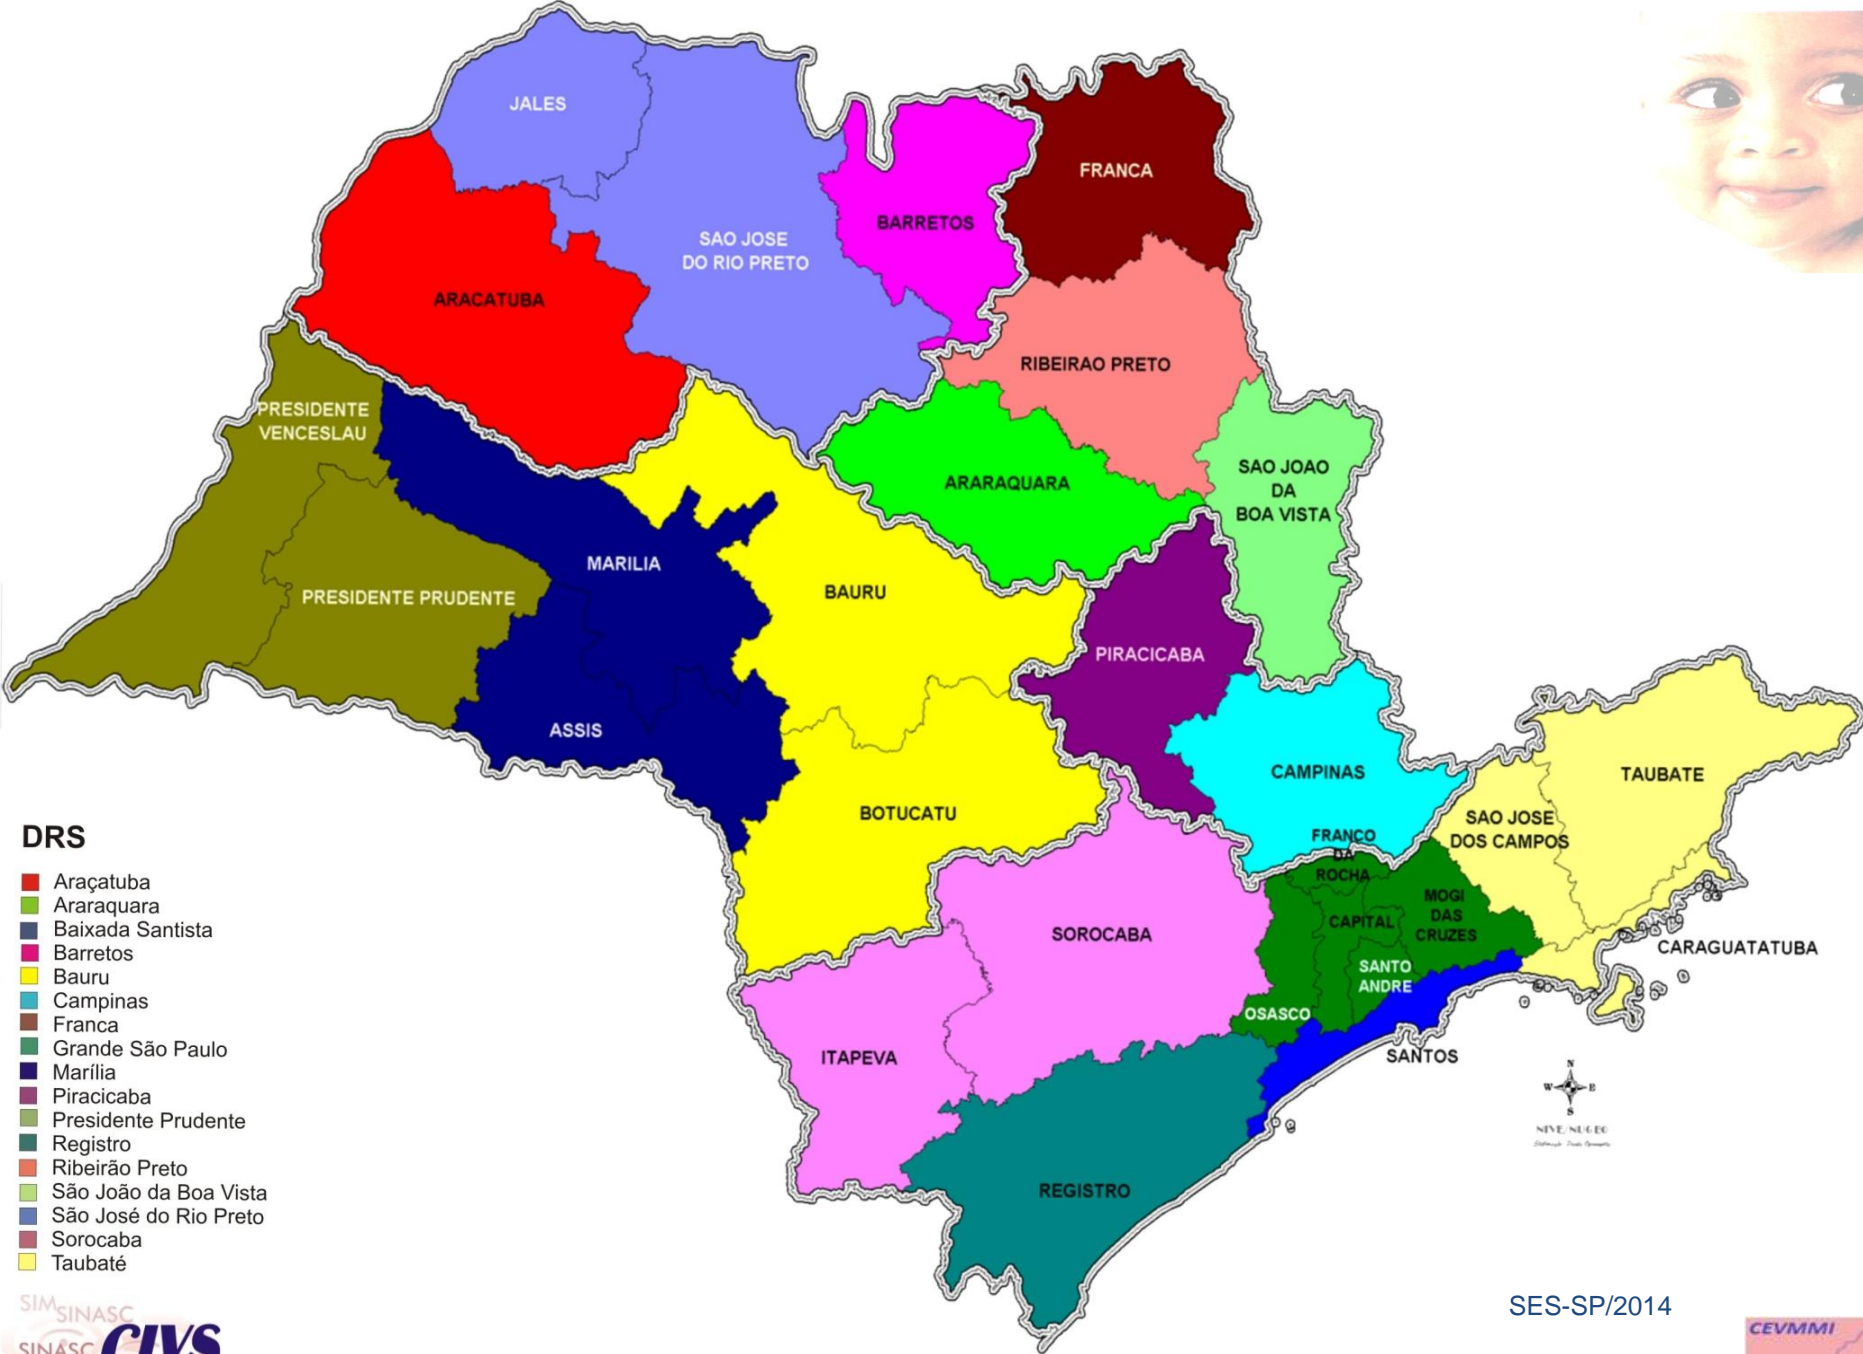 JALES
FRANCA
BARRETOS
SAO JOSE
DO RIO PRETO
ARACATUBA
RIBEIRAO PRETO
PRESIDENTE
VENCESLAU
SAO JOAO
DA
BOA VISTA
ARARAQUARA
MARILIA
BAURU
PRESIDENTE PRUDENTE
PIRACICABA
ASSIS
CAMPINAS
TAUBATE
BOTUCATU
SAO JOSE
DOS CAMPOS
FRANCO
DA
ROCHA
MOGI
DAS
CRUZES
CAPITAL
SOROCABA
CARAGUATATUBA
SANTO
ANDRE
OSASCO
ITAPEVA
SANTOS
REGISTRO
N
W E
S
NIVE/NUGEO
DRS
Araçatuba
Araraquara
Baixada Santista
Barretos
Bauru
Campinas
Franca
Grande São Paulo
Marília
Piracicaba
Presidente Prudente
Registro
Ribeirão Preto
São João da Boa Vista
São José do Rio Preto
Sorocaba
Taubaté
SIM
SINASC
SINASC
SES-SP/2014
CEVMMI